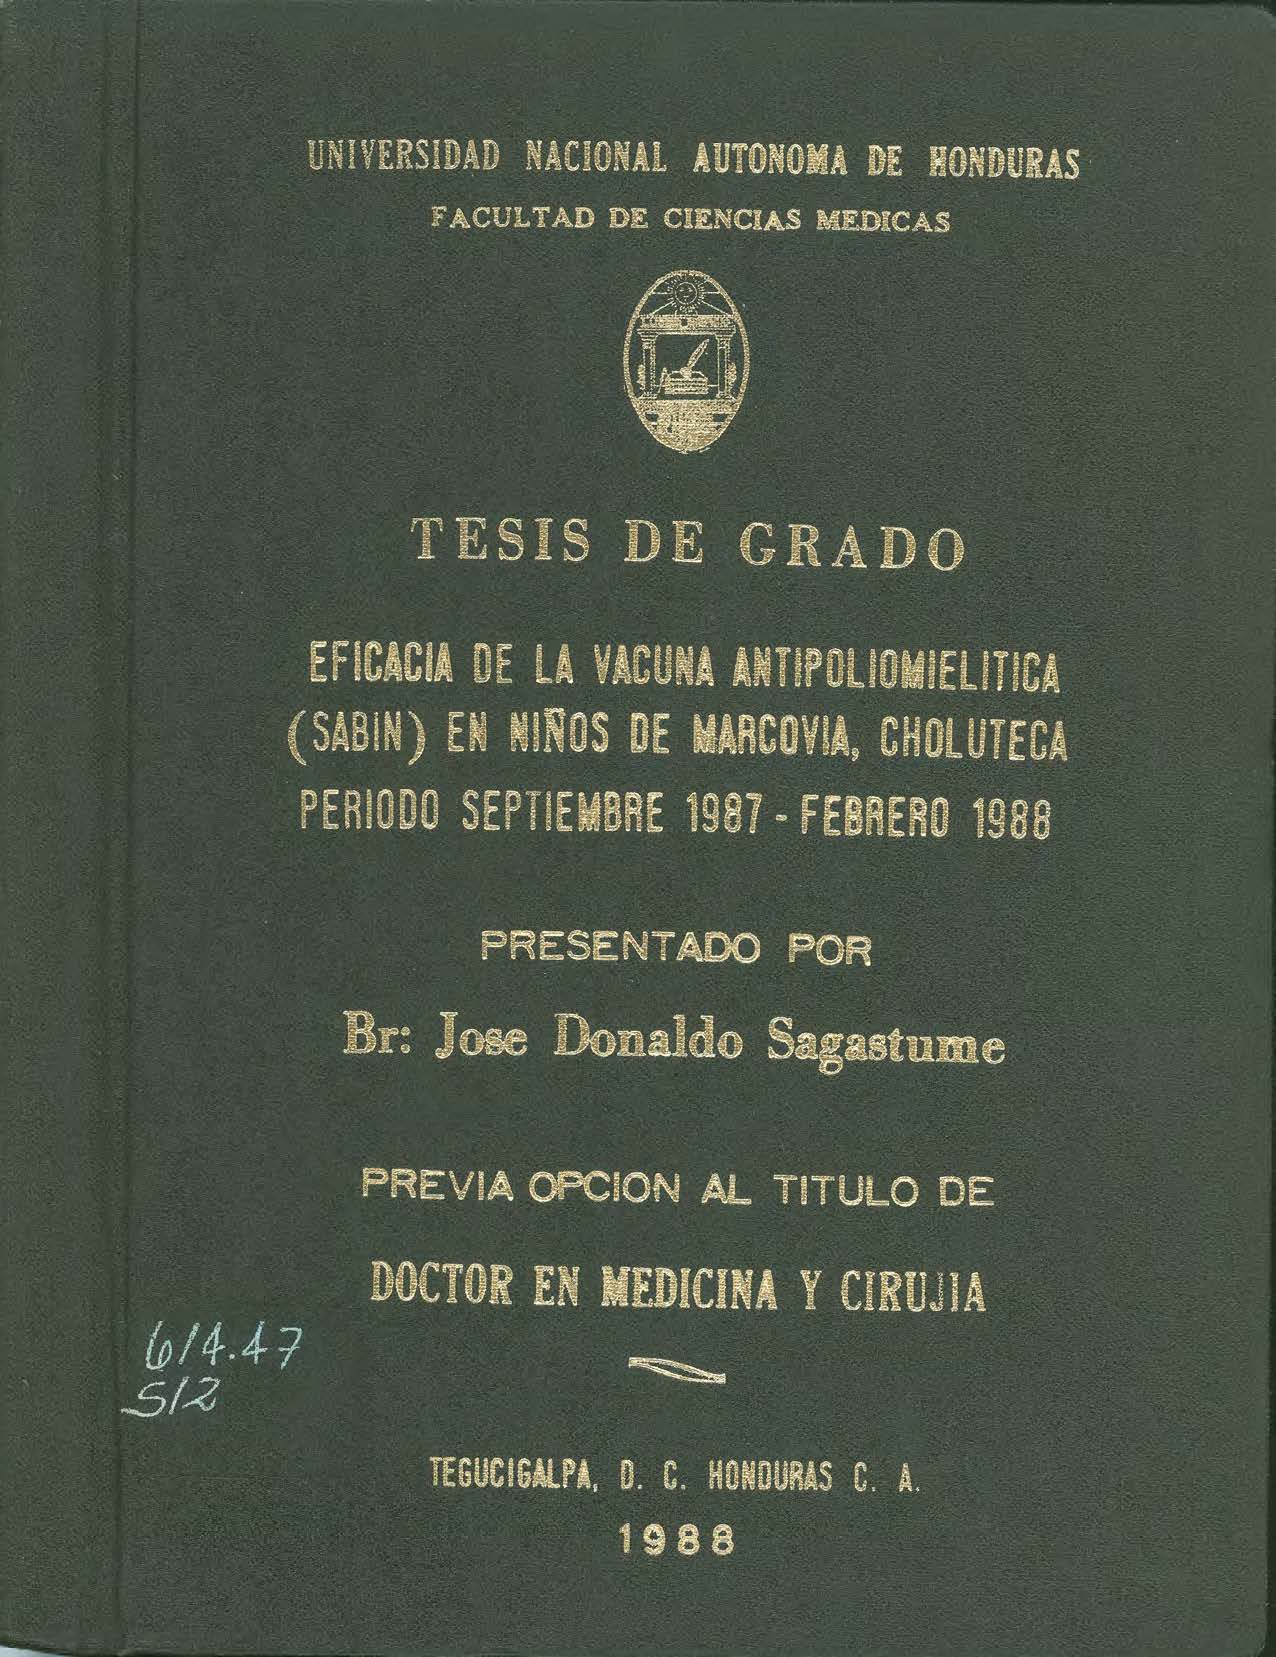 UNIVERSIDAD NACIONAL AUTONOMA DE HONDURAS
FACULTAD DE CIENCIAS MEDICAS
TESIS DE GRADO
EFICACIA DE LA VACUNA ANTIPOLIOMIELITICA
(SABIN) EN NIÑOS DE MARCOVIA, CHOLUTECA
PERIODO SEPTIEMBRE 1987 - FEBRERO 1988
PRESENTADO POR
Br: Jose Donaldo Sagastume
PREVIA OPCION AL TITULO DE
DOCTOR EN MEDICINA Y CIRUJIA
614.47
S12
TEGUCIGALPA, D. C. HONDURAS C. A.
1988